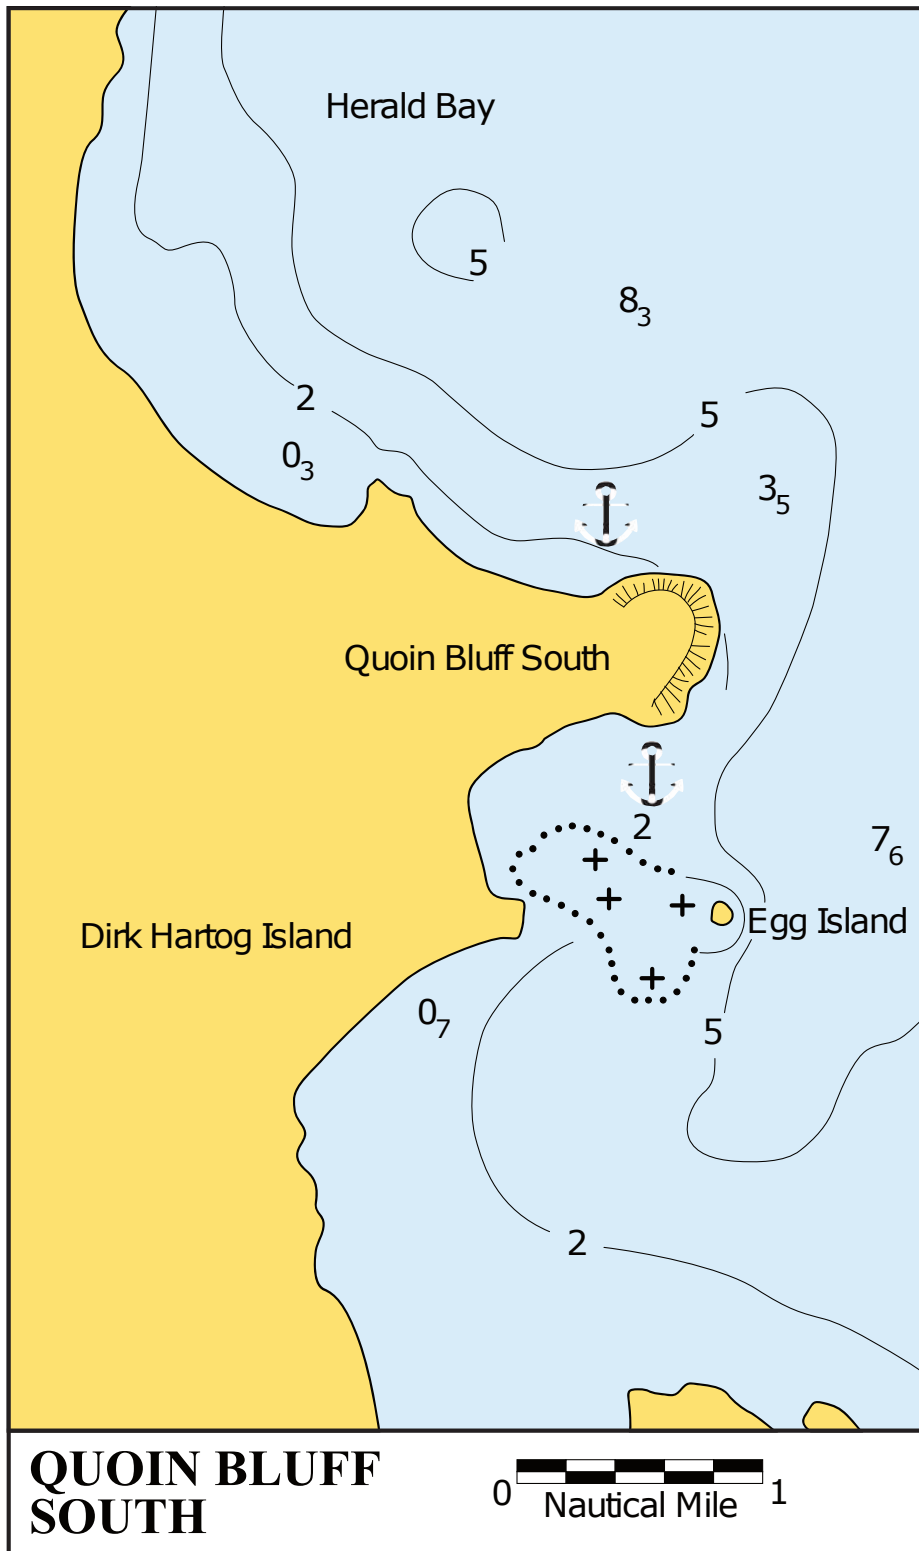 Herald Bay
5
8₃
2
5
0₃
3₅
Quoin Bluff South
2
7₆
Egg Island
Dirk Hartog Island
0₇
5
2
QUOIN BLUFF
SOUTH
0 1
Nautical Mile